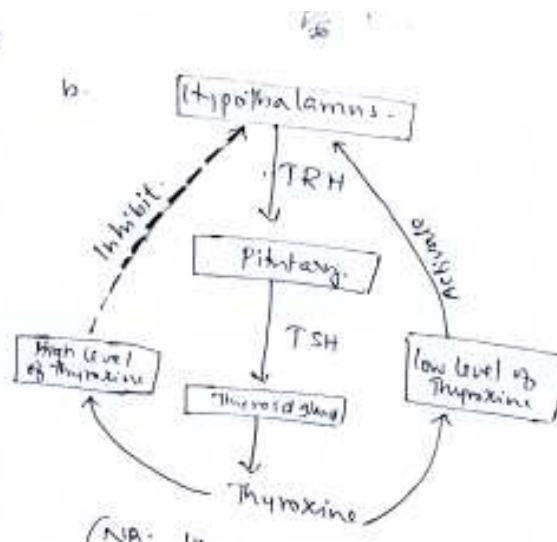 b.
Hypothalamus.
TRH
Inhibit.
Activate
Pituitary.
TSH
High level
of Thyroxine
low level of
Thyroxine
Thyroid gland
Thyroxine
(NB: